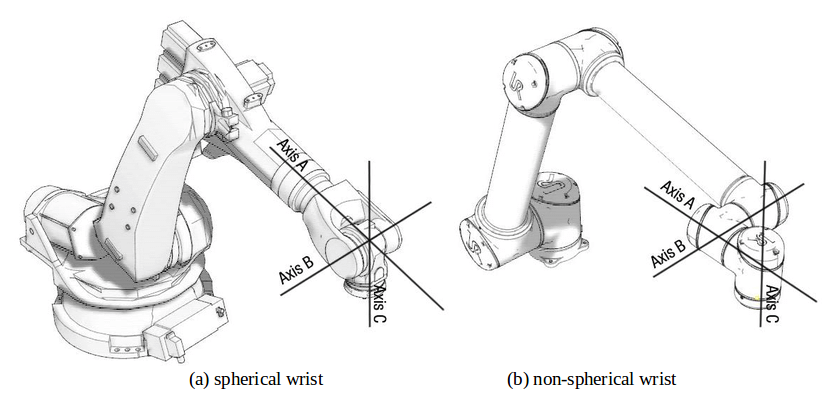 Axis A
Axis B
Axis C
Axis A
Axis B
Axis C
(a) spherical wrist
(b) non-spherical wrist